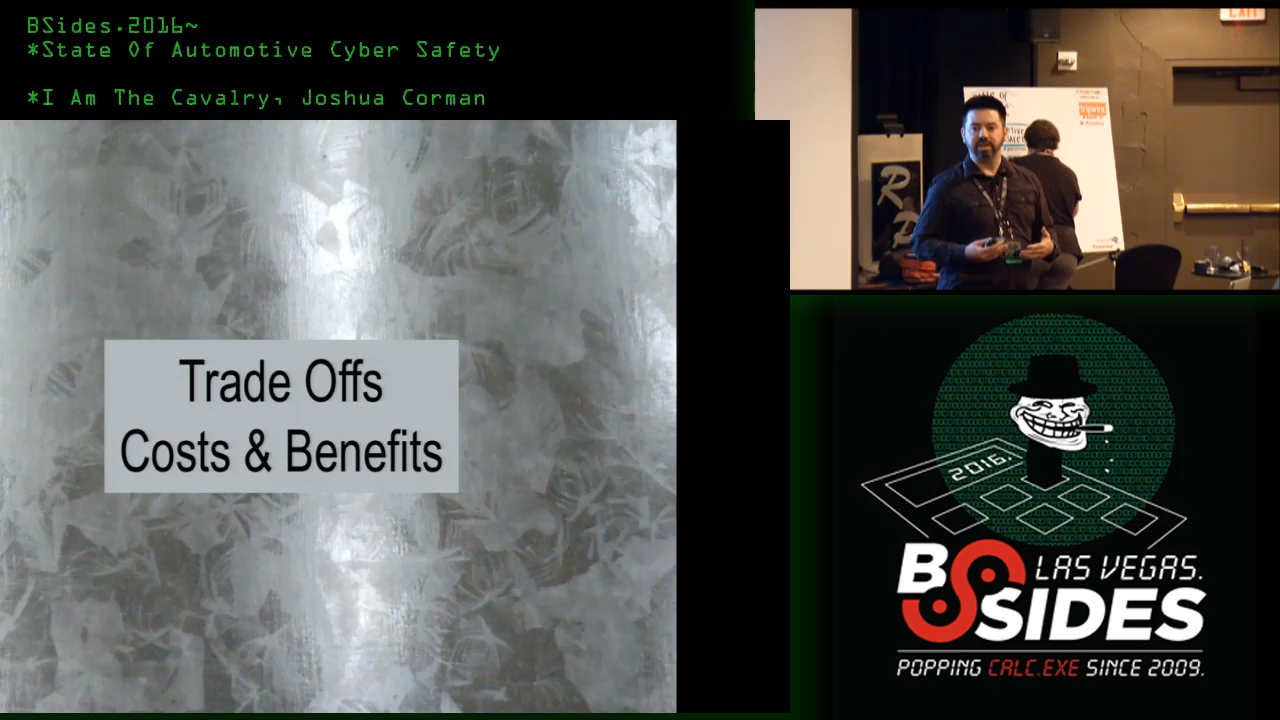 BSides.2016~
*State Of Automotive Cyber Safety
*I Am The Cavalry, Joshua Corman
EXIT
Trade Offs
Costs & Benefits
2016.
BSIDES
LAS VEGAS.
POPPING CALC.EXE SINCE 2009.